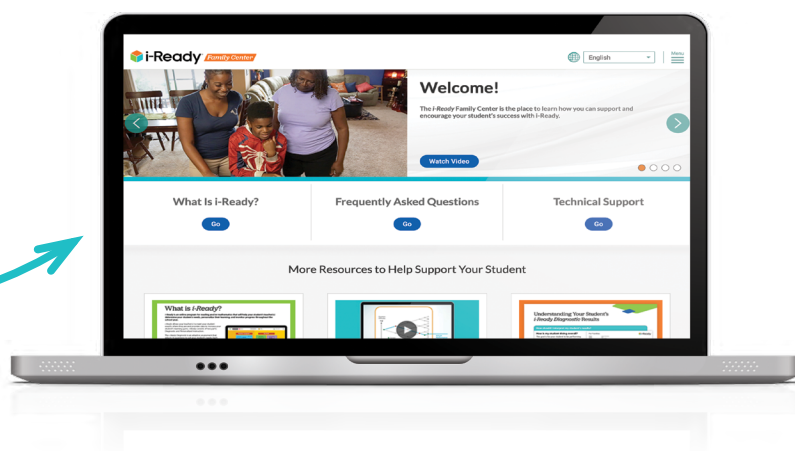 i-Ready Family Center
English
Menu
Welcome!
The i-Ready Family Center is the place to learn how you can support and
encourage your student's success with i-Ready.
Watch Video
What Is i-Ready?
Frequently Asked Questions
Technical Support
Go
Go
Go
More Resources to Help Support Your Student
What is i-Ready?
Understanding Your Student's
i-Ready Diagnostic Results